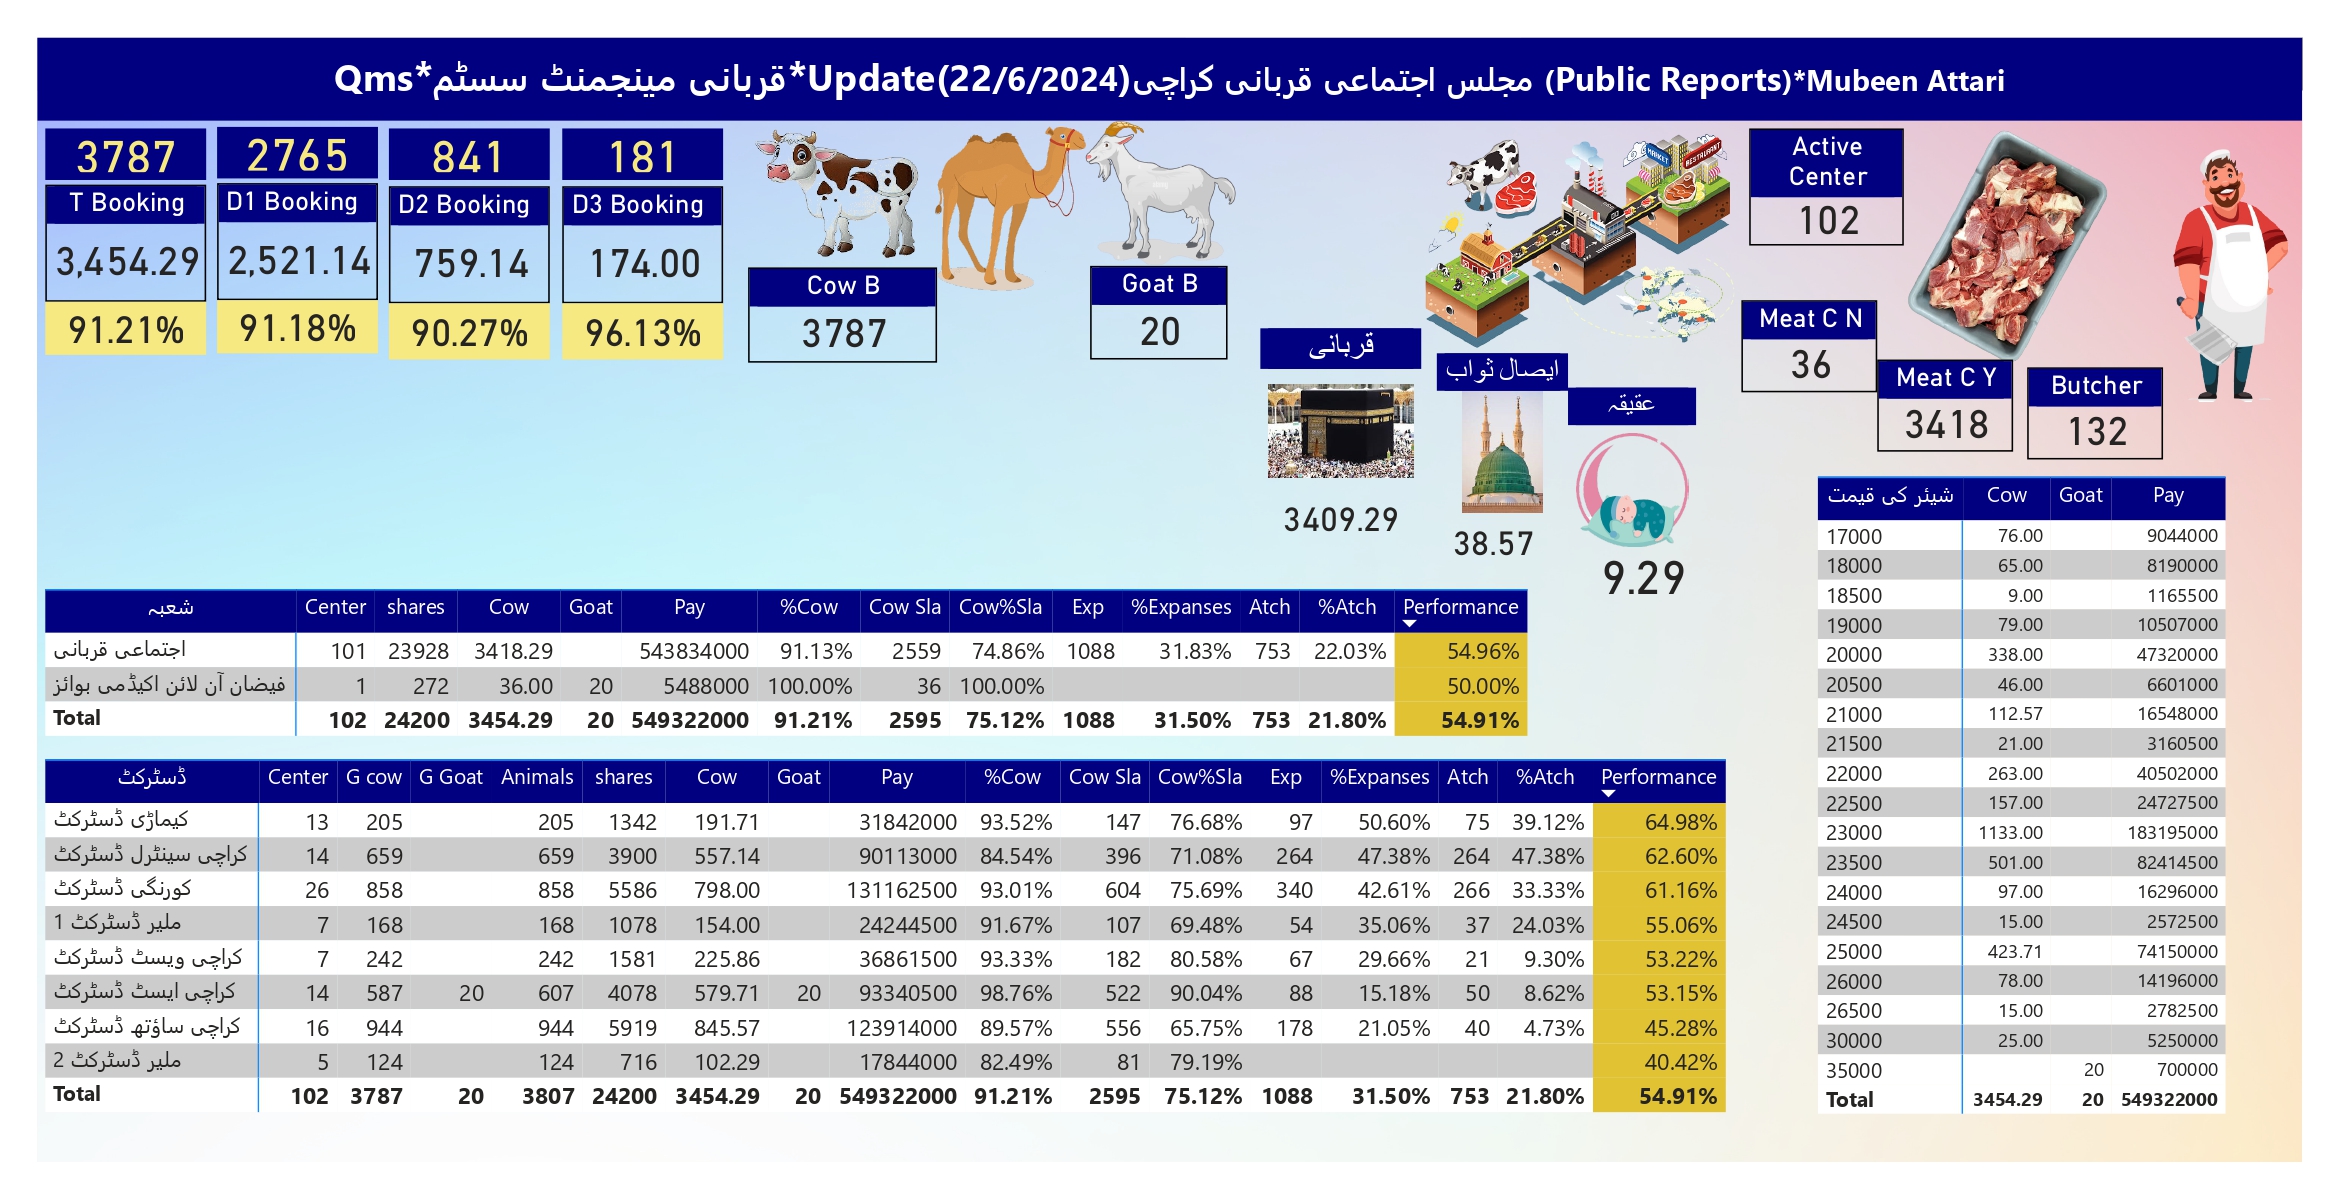 Qms*قربانی مینجمنٹ سسٹم*Update(22/6/2024)مجلس اجتماعی قربانی کراچی (Public Reports)*Mubeen Attari
3787 2765 841 181
T Booking D1 Booking D2 Booking D3 Booking
3,454.29 2,521.14 759.14 174.00
91.21% 91.18% 90.27% 96.13%
Cow B
3787
Goat B
20
MARKET
RESTAURANT
Active
Center
102
Meat C N
36
Meat C Y
3418
Butcher
132
قربانی
3409.29
ایصال ثواب
38.57
عقیقہ
9.29
شعبہ Center shares Cow Goat Pay %Cow Cow Sla Cow%Sla Exp %Expanses Atch %Atch Performance
اجتماعی قربانی 101 23928 3418.29 543834000 91.13% 2559 74.86% 1088 31.83% 753 22.03% 54.96%
فیضان آن لائن اکیڈمی بوائز 1 272 36.00 20 5488000 100.00% 36 100.00% 50.00%
Total 102 24200 3454.29 20 549322000 91.21% 2595 75.12% 1088 31.50% 753 21.80% 54.91%
ڈسٹرکٹ Center G cow G Goat Animals shares Cow Goat Pay %Cow Cow Sla Cow%Sla Exp %Expanses Atch %Atch Performance
کیماڑی ڈسٹرکٹ 13 205 205 1342 191.71 31842000 93.52% 147 76.68% 97 50.60% 75 39.12% 64.98%
کراچی سینٹرل ڈسٹرکٹ 14 659 659 3900 557.14 90113000 84.54% 396 71.08% 264 47.38% 264 47.38% 62.60%
کورنگی ڈسٹرکٹ 26 858 858 5586 798.00 131162500 93.01% 604 75.69% 340 42.61% 266 33.33% 61.16%
ملیر ڈسٹرکٹ 1 7 168 168 1078 154.00 24244500 91.67% 107 69.48% 54 35.06% 37 24.03% 55.06%
کراچی ویسٹ ڈسٹرکٹ 7 242 242 1581 225.86 36861500 93.33% 182 80.58% 67 29.66% 21 9.30% 53.22%
کراچی ایسٹ ڈسٹرکٹ 14 587 20 607 4078 579.71 20 93340500 98.76% 522 90.04% 88 15.18% 50 8.62% 53.15%
کراچی ساؤتھ ڈسٹرکٹ 16 944 944 5919 845.57 123914000 89.57% 556 65.75% 178 21.05% 40 4.73% 45.28%
ملیر ڈسٹرکٹ 2 5 124 124 716 102.29 17844000 82.49% 81 79.19% 40.42%
Total 102 3787 20 3807 24200 3454.29 20 549322000 91.21% 2595 75.12% 1088 31.50% 753 21.80% 54.91%
شیئر کی قیمت Cow Goat Pay
17000 76.00 9044000
18000 65.00 8190000
18500 9.00 1165500
19000 79.00 10507000
20000 338.00 47320000
20500 46.00 6601000
21000 112.57 16548000
21500 21.00 3160500
22000 263.00 40502000
22500 157.00 24727500
23000 1133.00 183195000
23500 501.00 82414500
24000 97.00 16296000
24500 15.00 2572500
25000 423.71 74150000
26000 78.00 14196000
26500 15.00 2782500
30000 25.00 5250000
35000 20 700000
Total 3454.29 20 549322000